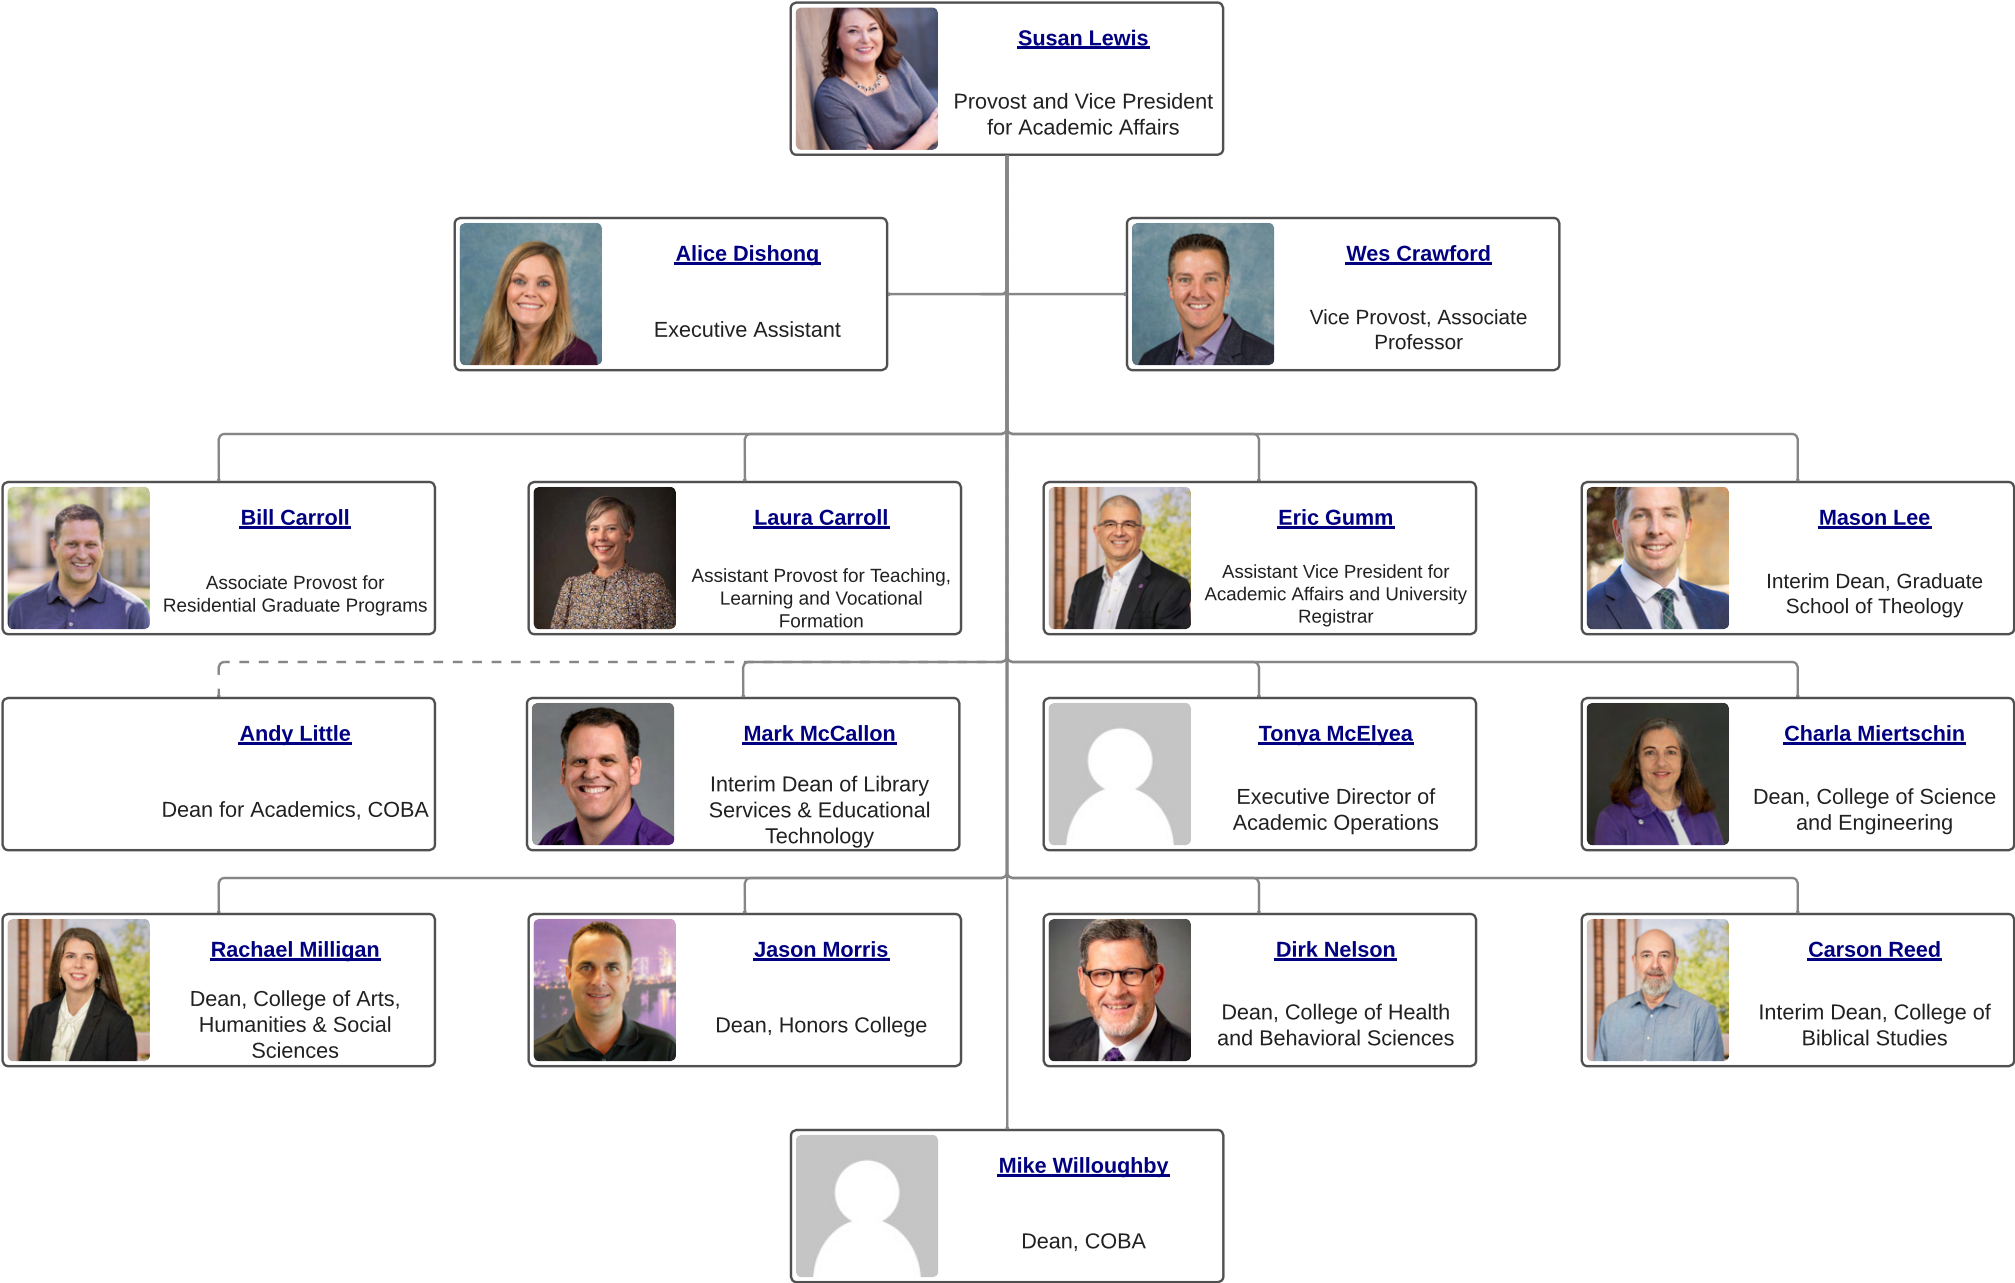 Susan Lewis
Provost and Vice President
for Academic Affairs
Alice Dishong
Executive Assistant
Wes Crawford
Vice Provost, Associate
Professor
Bill Carroll
Associate Provost for
Residential Graduate Programs
Laura Carroll
Assistant Provost for Teaching,
Learning and Vocational
Formation
Eric Gumm
Assistant Vice President for
Academic Affairs and University
Registrar
Mason Lee
Interim Dean, Graduate
School of Theology
Andy Little
Dean for Academics, COBA
Mark McCallon
Interim Dean of Library
Services & Educational
Technology
Tonya McElyea
Executive Director of
Academic Operations
Charla Miertschin
Dean, College of Science
and Engineering
Rachael Milligan
Dean, College of Arts,
Humanities & Social
Sciences
Jason Morris
Dean, Honors College
Dirk Nelson
Dean, College of Health
and Behavioral Sciences
Carson Reed
Interim Dean, College of
Biblical Studies
Mike Willoughby
Dean, COBA